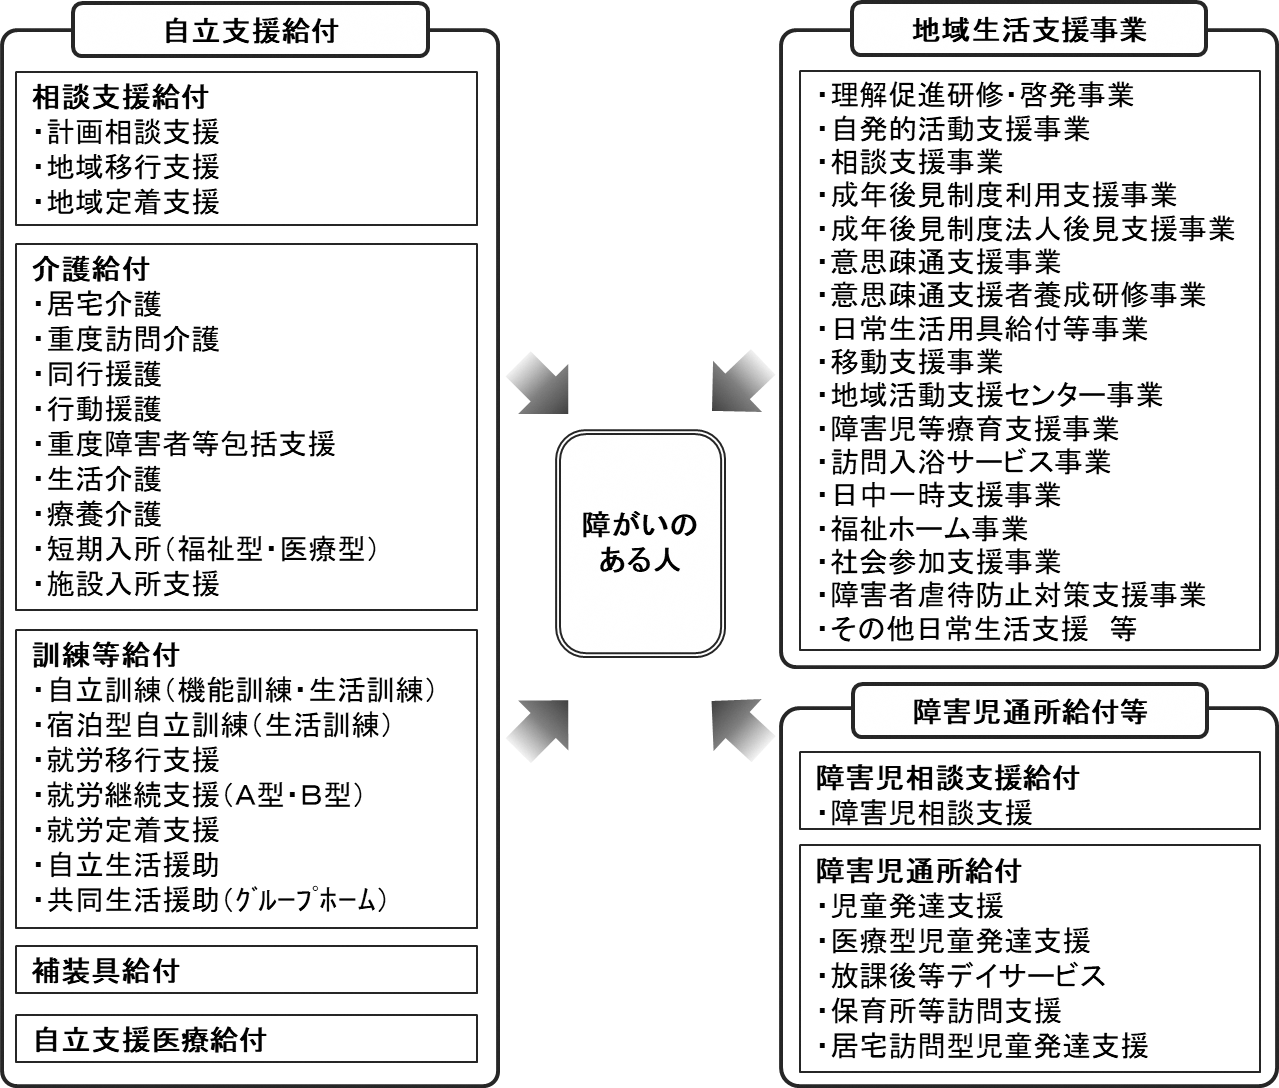 自立支援給付
相談支援給付
・計画相談支援
・地域移行支援
・地域定着支援
介護給付
・居宅介護
・重度訪問介護
・同行援護
・行動援護
・重度障害者等包括支援
・生活介護
・療養介護
・短期入所（福祉型・医療型）
・施設入所支援
訓練等給付
・自立訓練（機能訓練・生活訓練）
・宿泊型自立訓練（生活訓練）
・就労移行支援
・就労継続支援（Ａ型・Ｂ型）
・就労定着支援
・自立生活援助
・共同生活援助（ｸﾞﾙｰﾌﾟﾎｰﾑ）
補装具給付
自立支援医療給付
障がいの
ある人
地域生活支援事業
・理解促進研修・啓発事業
・自発的活動支援事業
・相談支援事業
・成年後見制度利用支援事業
・成年後見制度法人後見支援事業
・意思疎通支援事業
・意思疎通支援者養成研修事業
・日常生活用具給付等事業
・移動支援事業
・地域活動支援センター事業
・障害児等療育支援事業
・訪問入浴サービス事業
・日中一時支援事業
・福祉ホーム事業
・社会参加支援事業
・障害者虐待防止対策支援事業
・その他日常生活支援　等
障害児通所給付等
障害児相談支援給付
・障害児相談支援
障害児通所給付
・児童発達支援
・医療型児童発達支援
・放課後等デイサービス
・保育所等訪問支援
・居宅訪問型児童発達支援